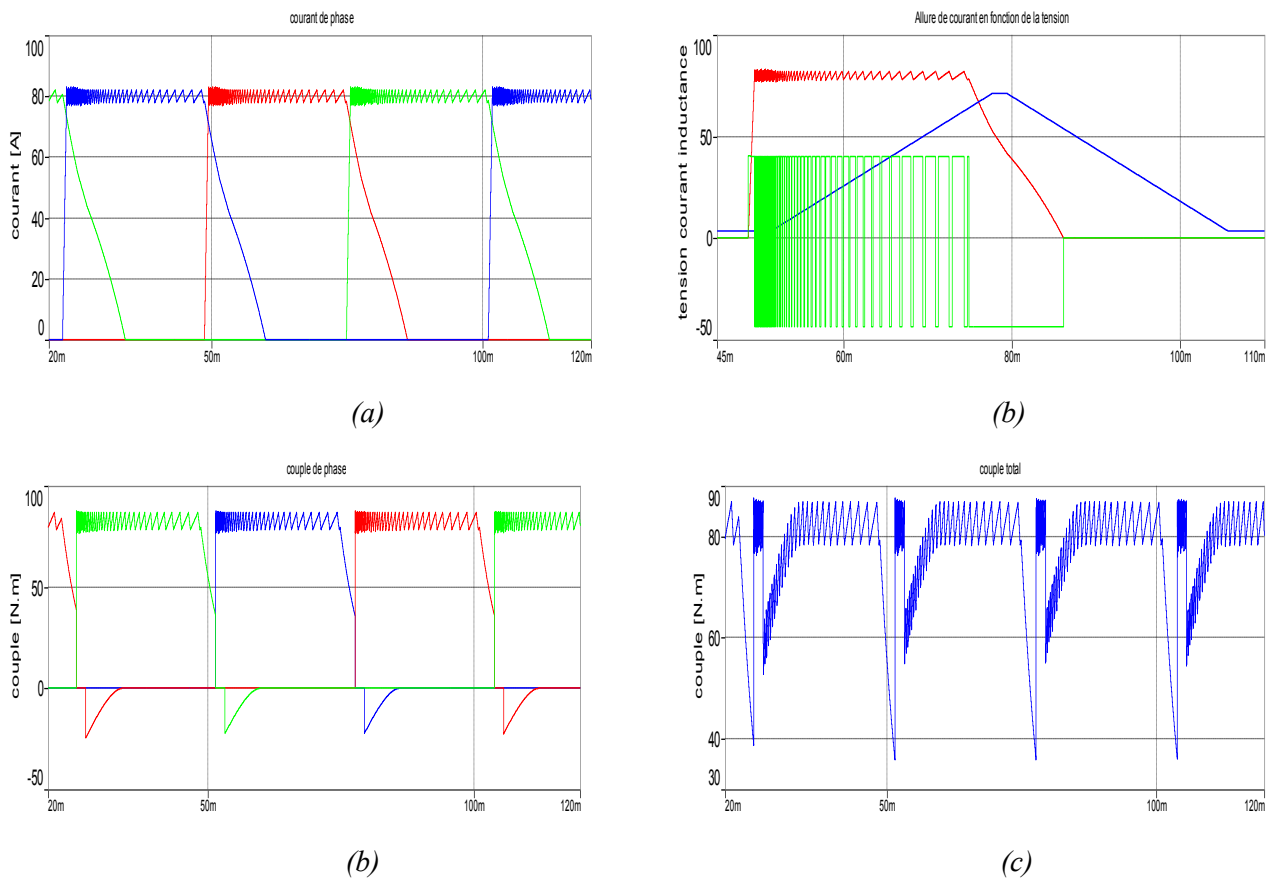 courant de phase
courant [A]
100
80
60
40
20
0
20m
50m
100m
120m
(a)
Allure de courant en fonction de la tension
tension courant inductance
100
50
0
-50
45m
60m
80m
100m
110m
(b)
couple de phase
couple [N.m]
100
50
0
-50
20m
50m
100m
120m
(b)
couple total
couple [N.m]
90
80
60
40
30
20m
50m
100m
120m
(c)